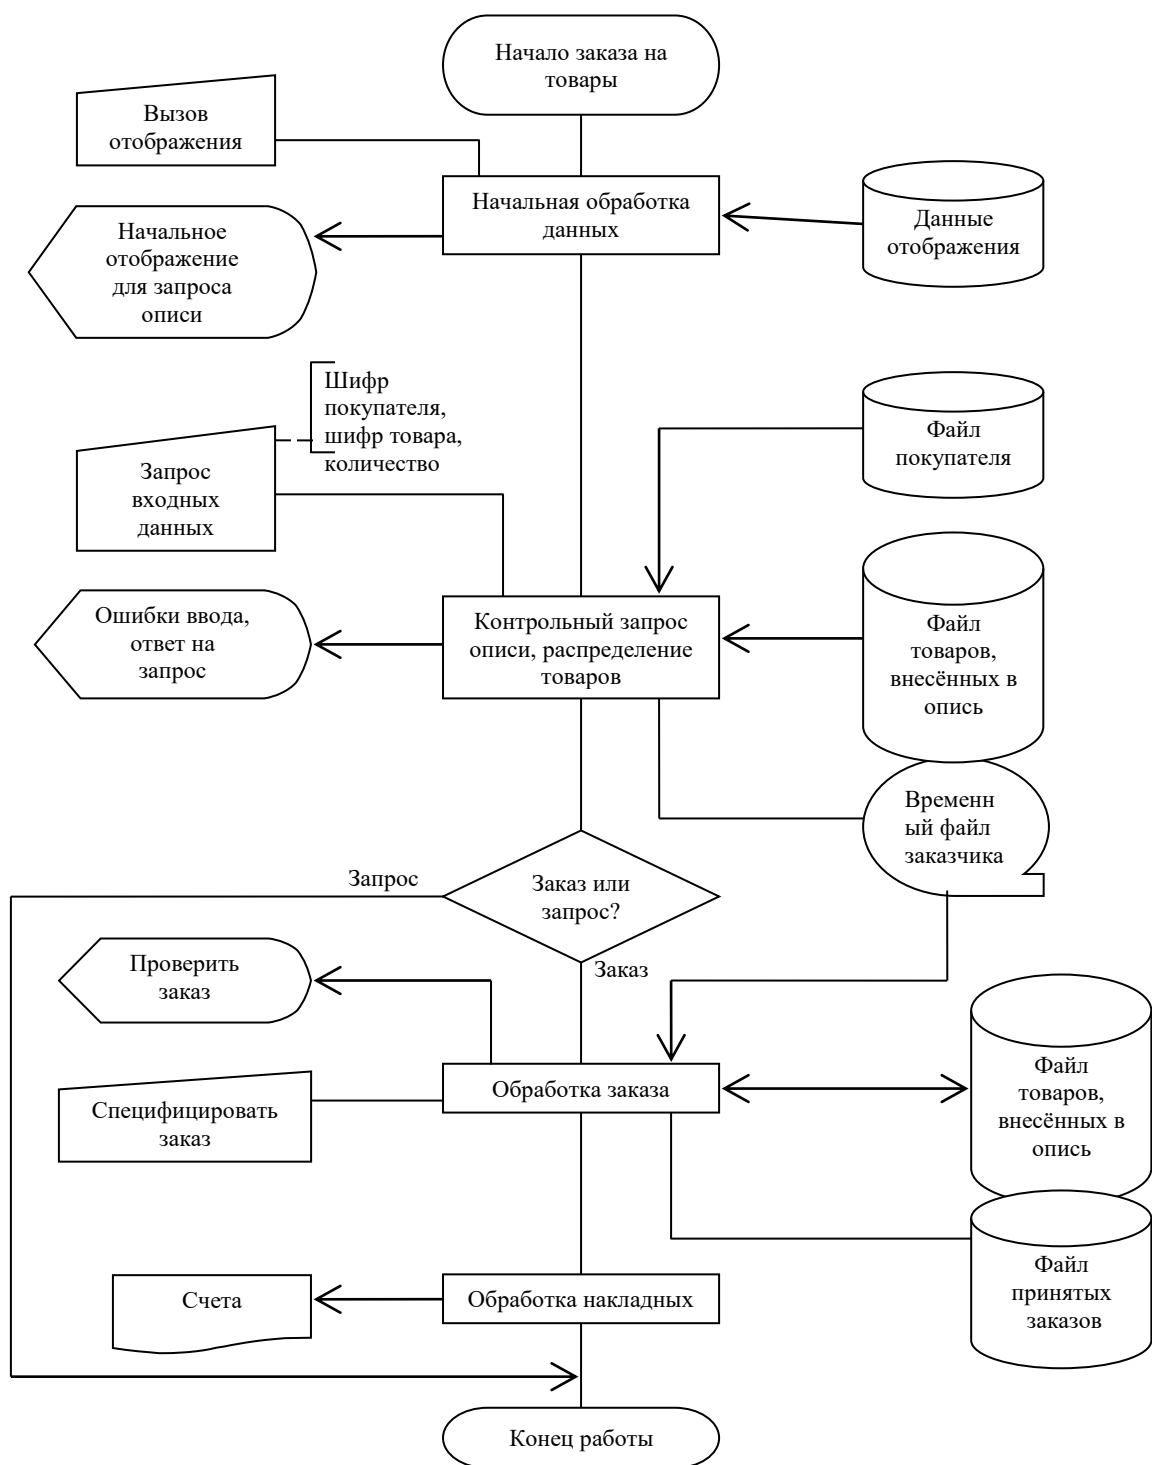 Начало заказа на
товары
Вызов
отображения
Начальная обработка
данных
Данные
отображения
Начальное
отображение
для запроса
описи
Шифр
покупателя,
шифр товара,
количество
Файл
покупателя
Запрос
входных
данных
Ошибки ввода,
ответ на
запрос
Контрольный запрос
описи, распределение
товаров
Файл
товаров,
внесённых в
опись
Временн
ый файл
заказчика
Запрос
Заказ или
запрос?
Заказ
Проверить
заказ
Специфицировать
заказ
Обработка заказа
Файл
товаров,
внесённых в
опись
Счета
Обработка накладных
Файл
принятых
заказов
Конец работы